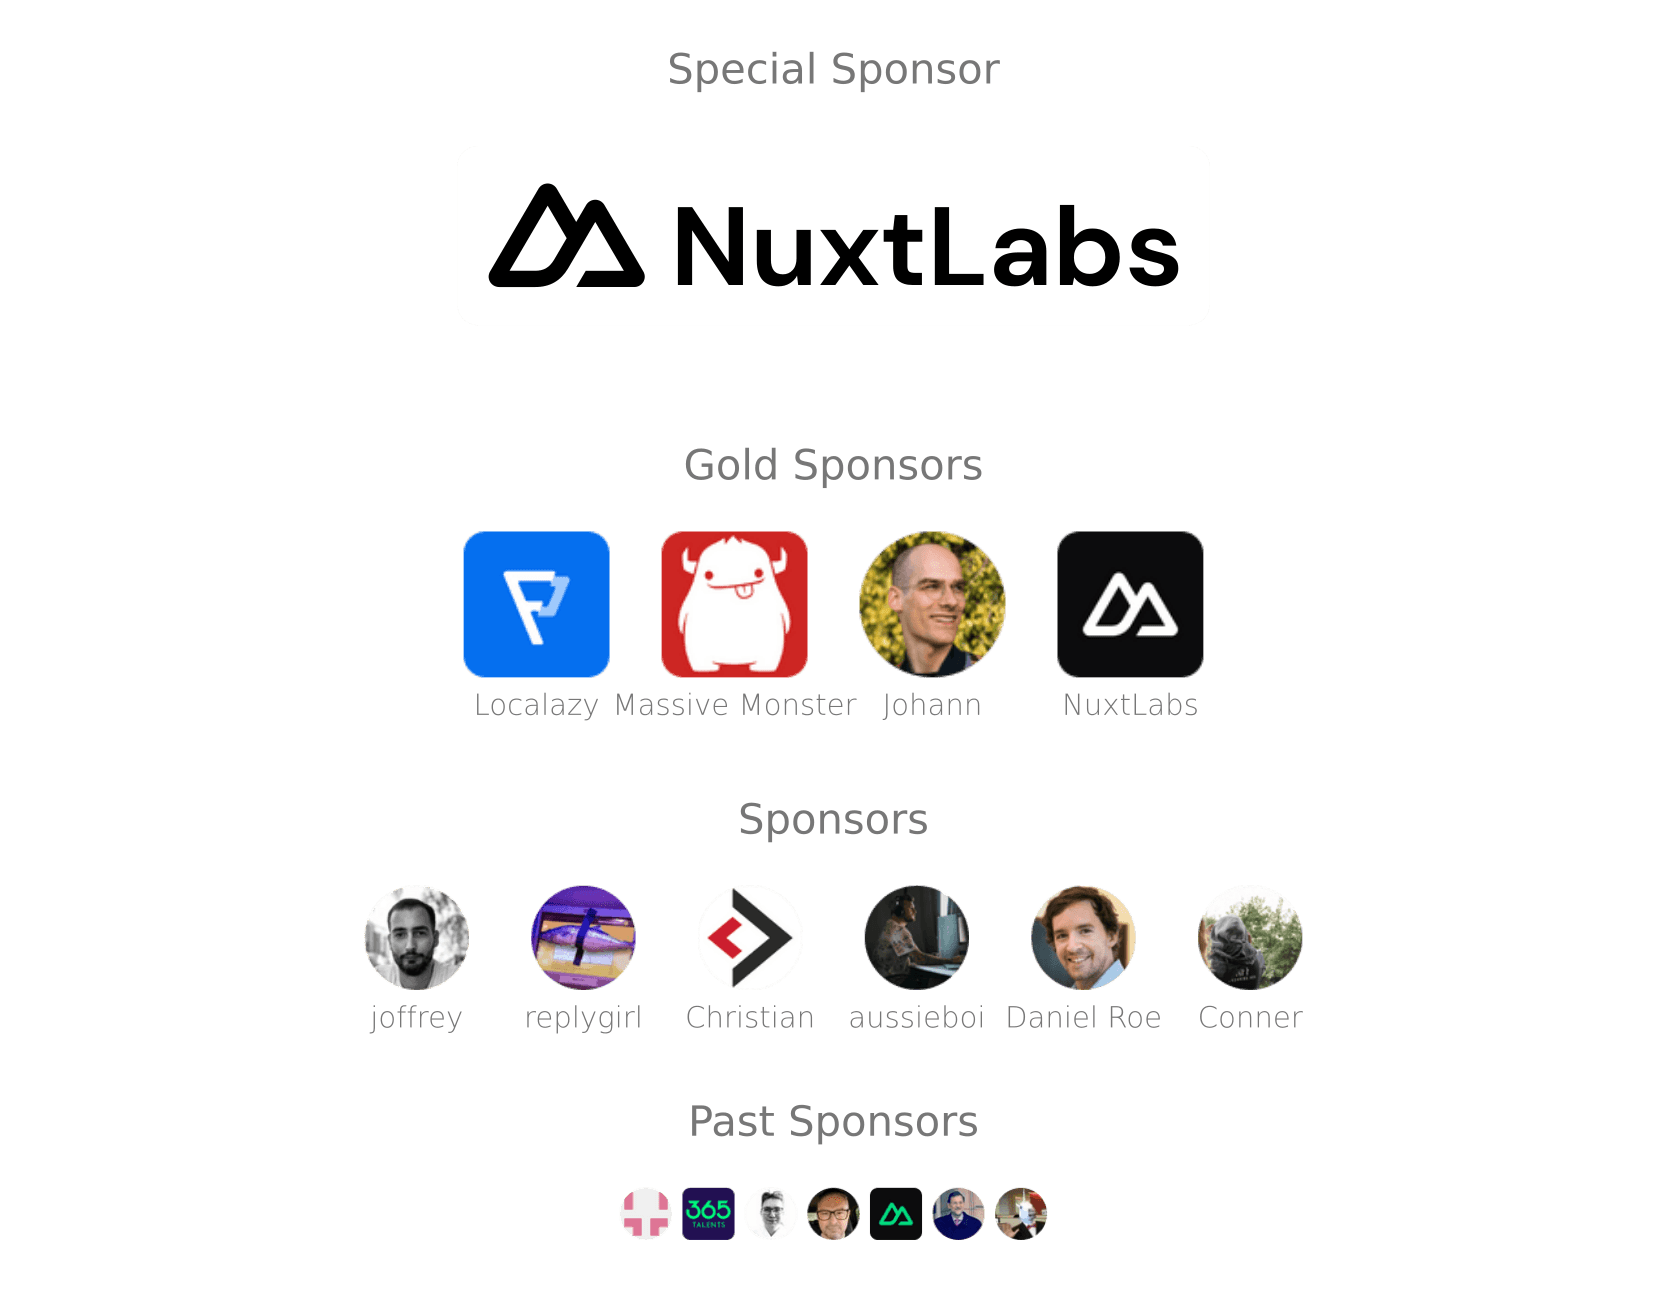 Special Sponsor
NuxtLabs
Gold Sponsors
Localazy Massive Monster Johann NuxtLabs
Sponsors
joffrey replygirl Christian aussieboi Daniel Roe Conner
Past Sponsors
365
TALENTS